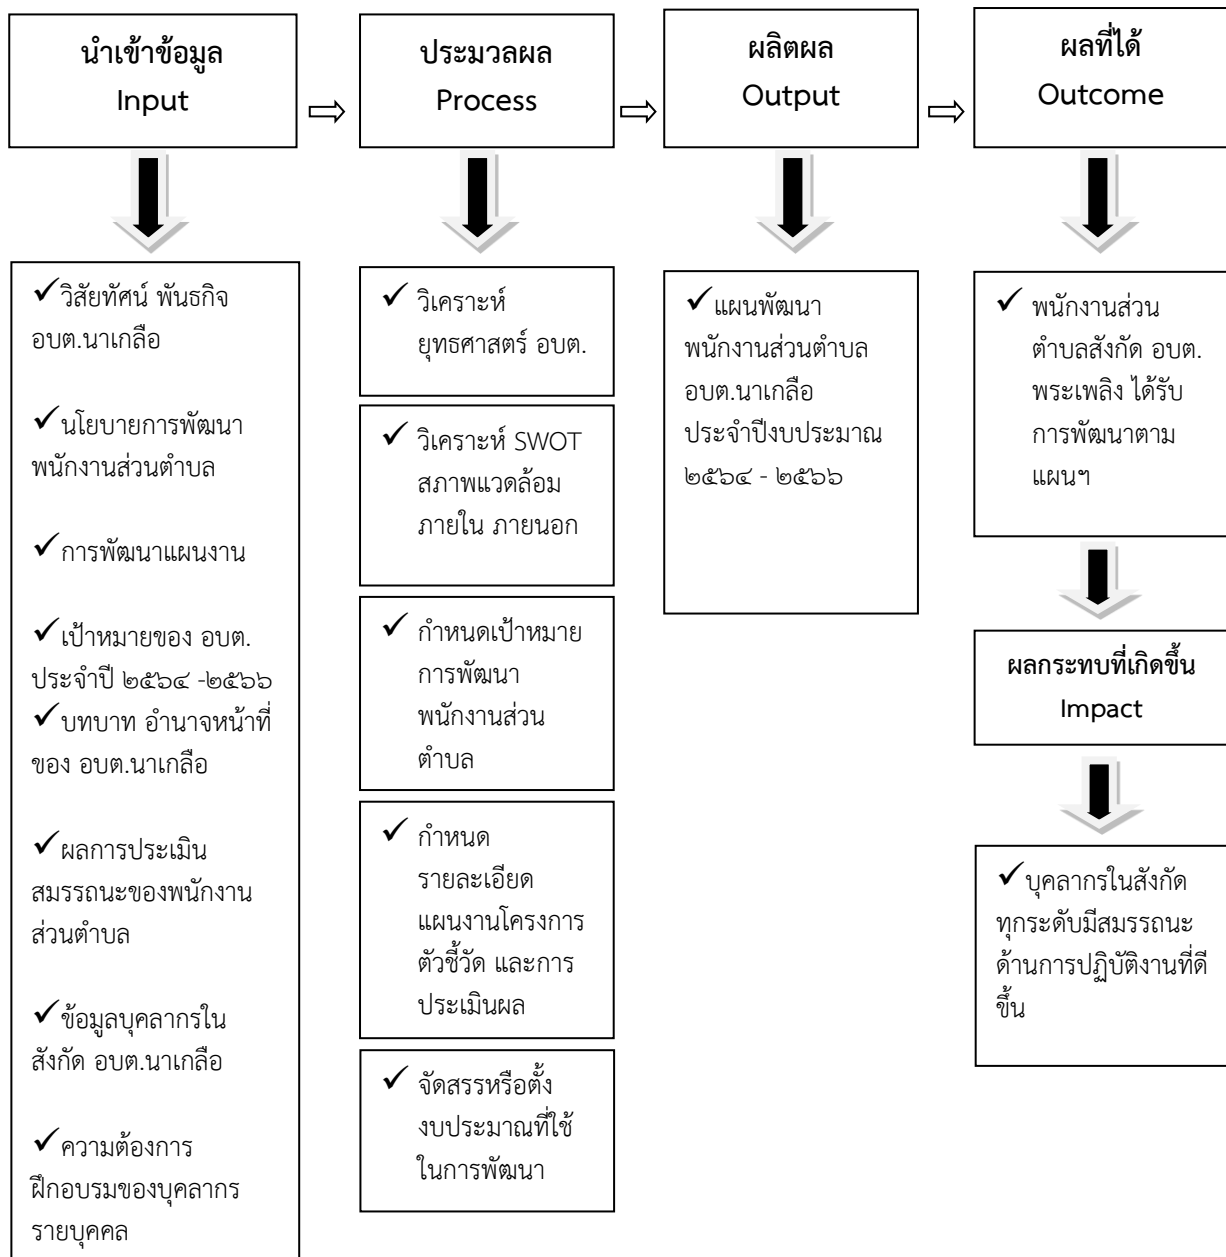 นำเข้าข้อมูล
Input
ประมวลผล
Process
ผลิตผล
Output
ผลที่ได้
Outcome
✓วิสัยทัศน์ พันธกิจ
อบต.นาเกลือ
✓นโยบายการพัฒนา
พนักงานส่วนตำบล
✓การพัฒนาแผนงาน
✓เป้าหมายของ อบต.
ประจำปี ๒๕๖๔ -๒๕๖๖
✓บทบาท อำนาจหน้าที่
ของ อบต.นาเกลือ
✓ผลการประเมิน
สมรรถนะของพนักงาน
ส่วนตำบล
✓ข้อมูลบุคลากรใน
สังกัด อบต.นาเกลือ
✓ความต้องการ
ฝึกอบรมของบุคลากร
รายบุคคล
✓ วิเคราะห์
ยุทธศาสตร์ อบต.
✓ วิเคราะห์ SWOT
สภาพแวดล้อม
ภายใน ภายนอก
✓ กำหนดเป้าหมาย
การพัฒนา
พนักงานส่วน
ตำบล
✓ กำหนด
รายละเอียด
แผนงานโครงการ
ตัวชี้วัด และการ
ประเมินผล
✓ จัดสรรหรือตั้ง
งบประมาณที่ใช้
ในการพัฒนา
✓แผนพัฒนา
พนักงานส่วนตำบล
อบต.นาเกลือ
ประจำปีงบประมาณ
๒๕๖๔ - ๒๕๖๖
✓ พนักงานส่วน
ตำบลสังกัด อบต.
พระเพลิง ได้รับ
การพัฒนาตาม
แผนฯ
ผลกระทบที่เกิดขึ้น
Impact
✓บุคลากรในสังกัด
ทุกระดับมีสมรรถนะ
ด้านการปฏิบัติงานที่ดี
ขึ้น